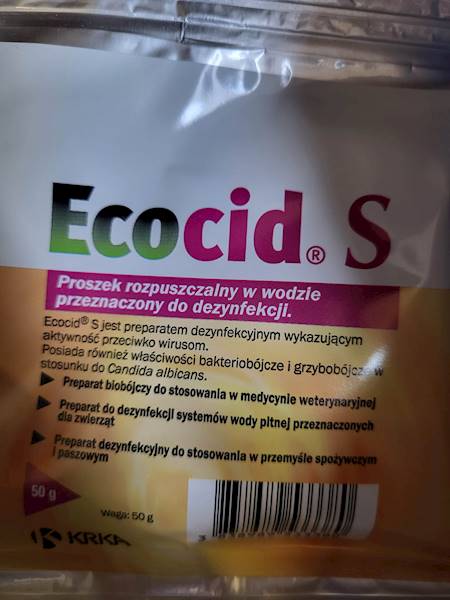 Ecocid® S
Proszek rozpuszczalny w wodzie
przeznaczony do dezynfekcji.
Ecocid® S jest preparatem dezynfekcyjnym wykazującym
aktywność przeciwko wirusom.
Posiada również właściwości bakteriobójcze i grzybobójcze w
stosunku do Candida albicans.
Preparat biobójczy do stosowania w medycynie weterynaryjnej
Preparat do dezynfekcji systemów wody pitnej przeznaczonych
dla zwierząt
Preparat dezynfekcyjny do stosowania w przemyśle spożywczym
i paszowym
50 g
Waga: 50 g
3
KRKA